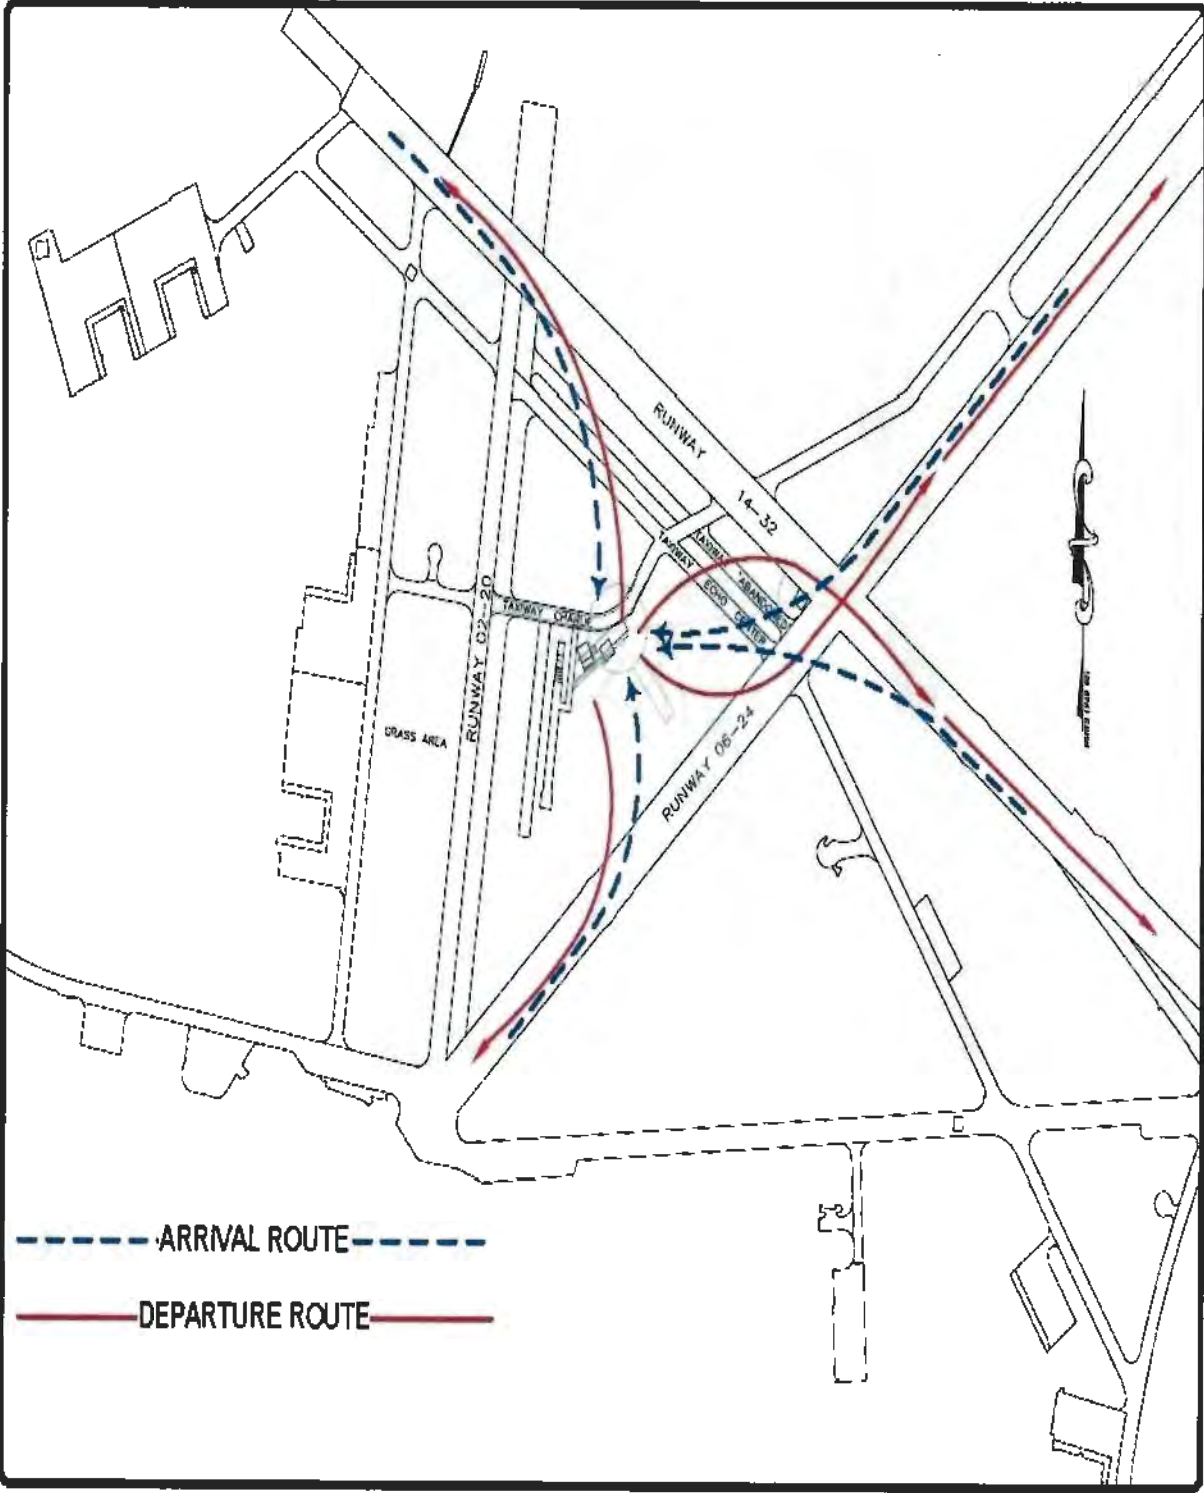 RUNWAY
14-32
TAXIWAY
TAXIWAY
ECHO
CENTER
TAXIWAY
RUNWAY 02-20
GRASS AREA
RUNWAY 06-24
ARRIVAL ROUTE
DEPARTURE ROUTE